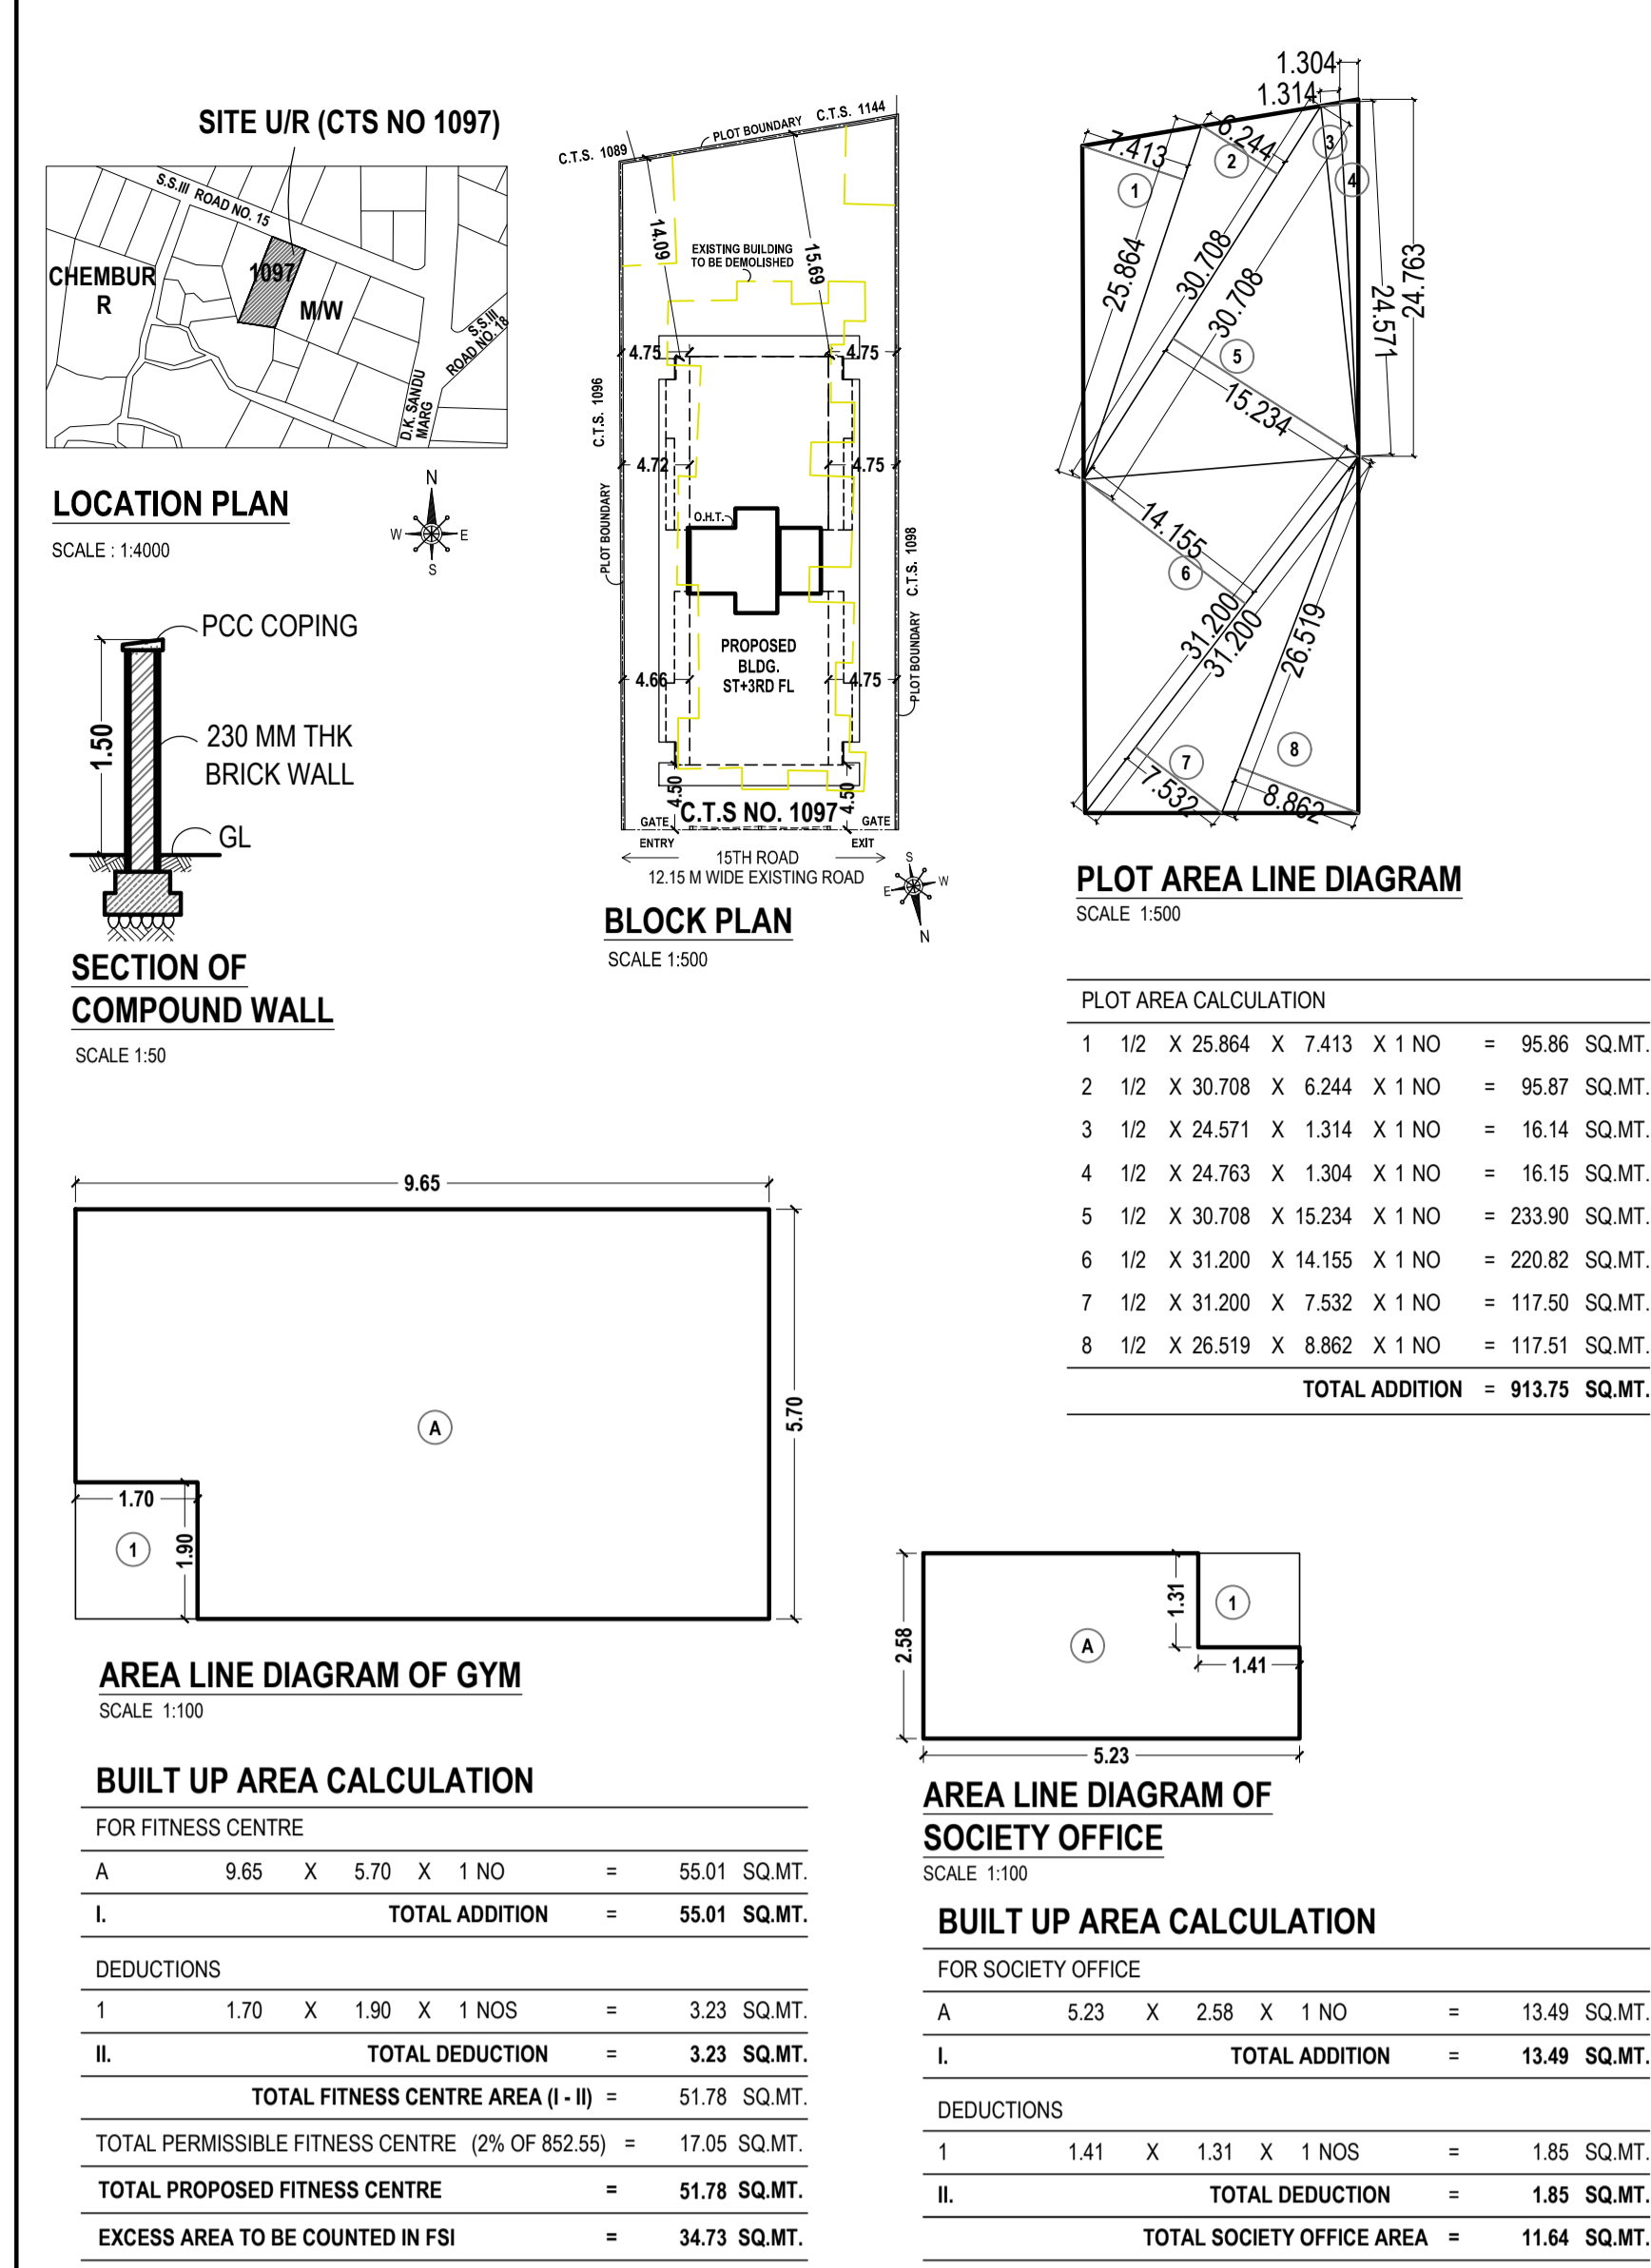 SITE U/R (CTS NO 1097)
S.S.III ROAD NO. 15
CHEMBUR
R
1097
M/W
S.S.III
ROAD NO. 18
D.K. SANDU
MARG
LOCATION PLAN
SCALE : 1:4000
N
W
E
S
PCC COPING
1.50
230 MM THK
BRICK WALL
GL
SECTION OF
COMPOUND WALL
SCALE 1:50
C.T.S. 1089
PLOT BOUNDARY
C.T.S. 1144
14.09
15.69
EXISTING BUILDING
TO BE DEMOLISHED
4.75
4.75
C.T.S. 1096
4.72
4.75
PLOT BOUNDARY
O.H.T.
C.T.S. 1098
PLOT BOUNDARY
PROPOSED
BLDG.
ST+3RD FL
4.66
4.75
4.50
4.50
C.T.S NO. 1097
GATE
GATE
ENTRY
EXIT
15TH ROAD
12.15 M WIDE EXISTING ROAD
S
E
W
N
BLOCK PLAN
SCALE 1:500
1.304
1.314
7.413
6.244
1
2
3
4
25.864
30.708
30.708
24.571
24.763
5
15.234
14.155
6
31.200
31.200
26.519
7
8
7.532
8.862
PLOT AREA LINE DIAGRAM
SCALE 1:500
PLOT AREA CALCULATION
1 1/2 X 25.864 X 7.413 X 1 NO = 95.86 SQ.MT.
2 1/2 X 30.708 X 6.244 X 1 NO = 95.87 SQ.MT.
3 1/2 X 24.571 X 1.314 X 1 NO = 16.14 SQ.MT.
4 1/2 X 24.763 X 1.304 X 1 NO = 16.15 SQ.MT.
5 1/2 X 30.708 X 15.234 X 1 NO = 233.90 SQ.MT.
6 1/2 X 31.200 X 14.155 X 1 NO = 220.82 SQ.MT.
7 1/2 X 31.200 X 7.532 X 1 NO = 117.50 SQ.MT.
8 1/2 X 26.519 X 8.862 X 1 NO = 117.51 SQ.MT.
TOTAL ADDITION = 913.75 SQ.MT.
9.65
5.70
A
1.70
1.90
1
AREA LINE DIAGRAM OF GYM
SCALE 1:100
BUILT UP AREA CALCULATION
FOR FITNESS CENTRE
A 9.65 X 5.70 X 1 NO = 55.01 SQ.MT.
I. TOTAL ADDITION = 55.01 SQ.MT.
DEDUCTIONS
1 1.70 X 1.90 X 1 NOS = 3.23 SQ.MT.
II. TOTAL DEDUCTION = 3.23 SQ.MT.
TOTAL FITNESS CENTRE AREA (I - II) = 51.78 SQ.MT.
TOTAL PERMISSIBLE FITNESS CENTRE (2% OF 852.55) = 17.05 SQ.MT.
TOTAL PROPOSED FITNESS CENTRE = 51.78 SQ.MT.
EXCESS AREA TO BE COUNTED IN FSI = 34.73 SQ.MT.
2.58
A
1.31
1
1.41
5.23
AREA LINE DIAGRAM OF
SOCIETY OFFICE
SCALE 1:100
BUILT UP AREA CALCULATION
FOR SOCIETY OFFICE
A 5.23 X 2.58 X 1 NO = 13.49 SQ.MT.
I. TOTAL ADDITION = 13.49 SQ.MT.
DEDUCTIONS
1 1.41 X 1.31 X 1 NOS = 1.85 SQ.MT.
II. TOTAL DEDUCTION = 1.85 SQ.MT.
TOTAL SOCIETY OFFICE AREA = 11.64 SQ.MT.